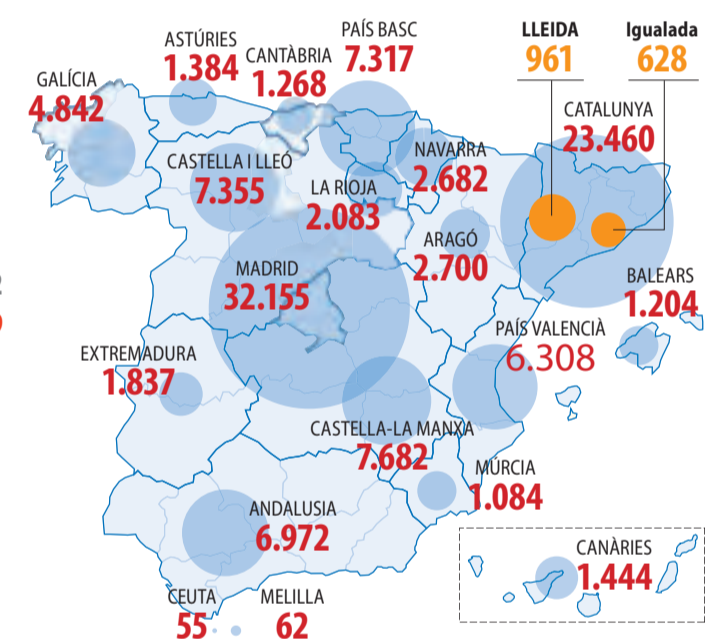 ASTÚRIES
1.384
CANTÀBRIA
1.268
PAÍS BASC
7.317
LLEIDA
961
Igualada
628
GALÍCIA
4.842
CATALUNYA
23.460
CASTELLA I LLEÓ
7.355
NAVARRA
2.682
LA RIOJA
2.083
ARAGÓ
2.700
MADRID
32.155
BALEARS
1.204
PAÍS VALENCIÀ
6.308
EXTREMADURA
1.837
CASTELLA-LA MANXA
7.682
MÚRCIA
1.084
ANDALUSIA
6.972
CANÀRIES
1.444
CEUTA
55
MELILLA
62